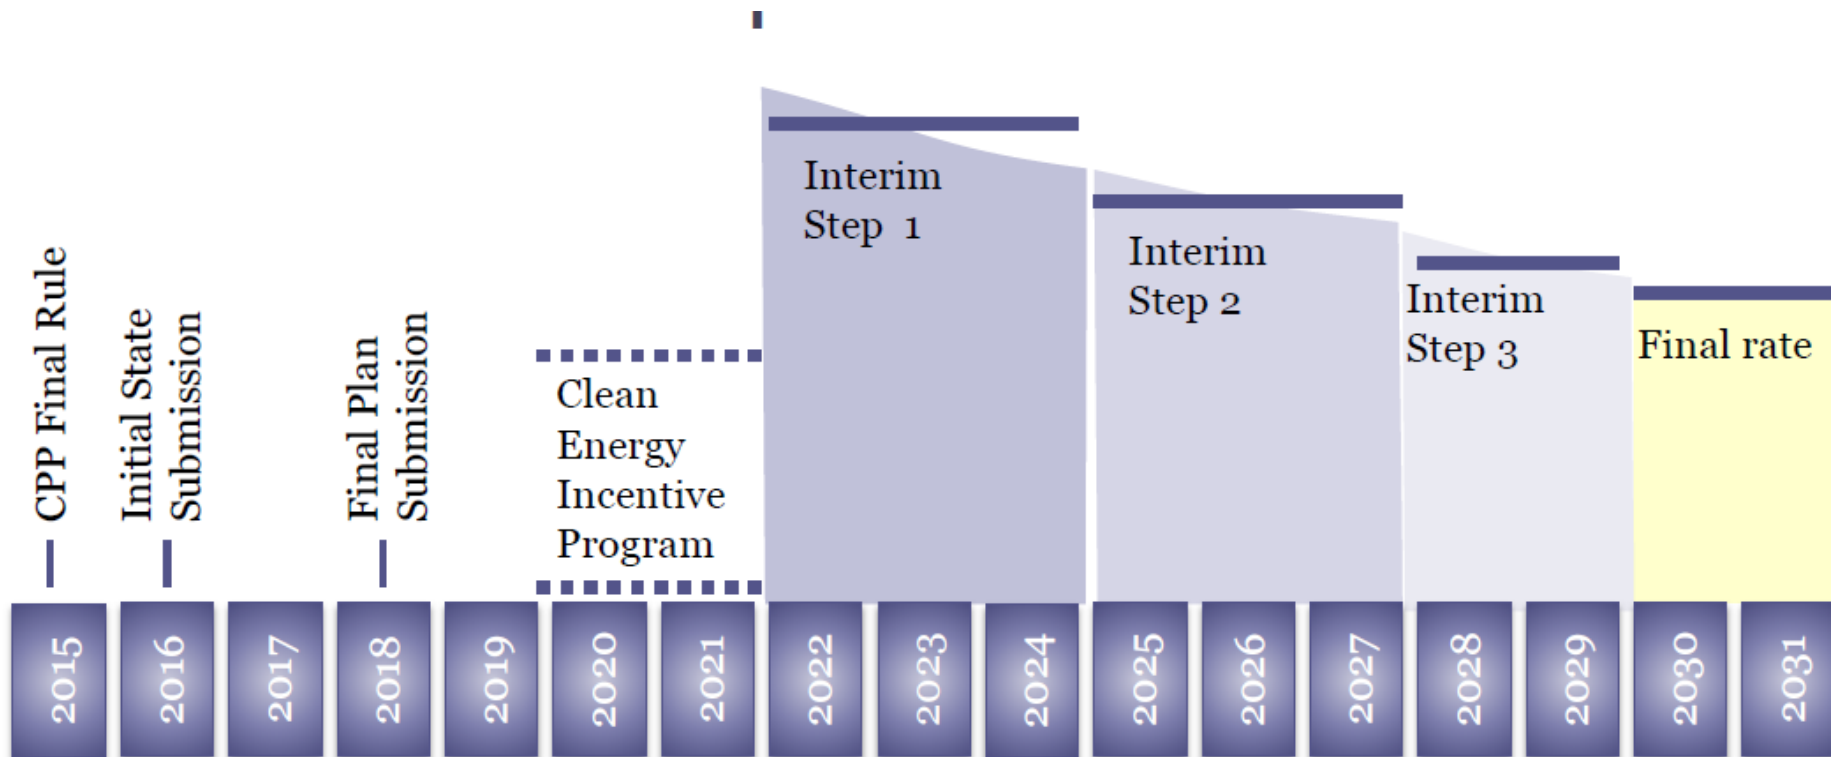 CPP Final Rule
Initial State
Submission
Final Plan
Submission
Clean
Energy
Incentive
Program
Interim
Step 1
Interim
Step 2
Interim
Step 3
Final rate
2015
2016
2017
2018
2019
2020
2021
2022
2023
2024
2025
2026
2027
2028
2029
2030
2031